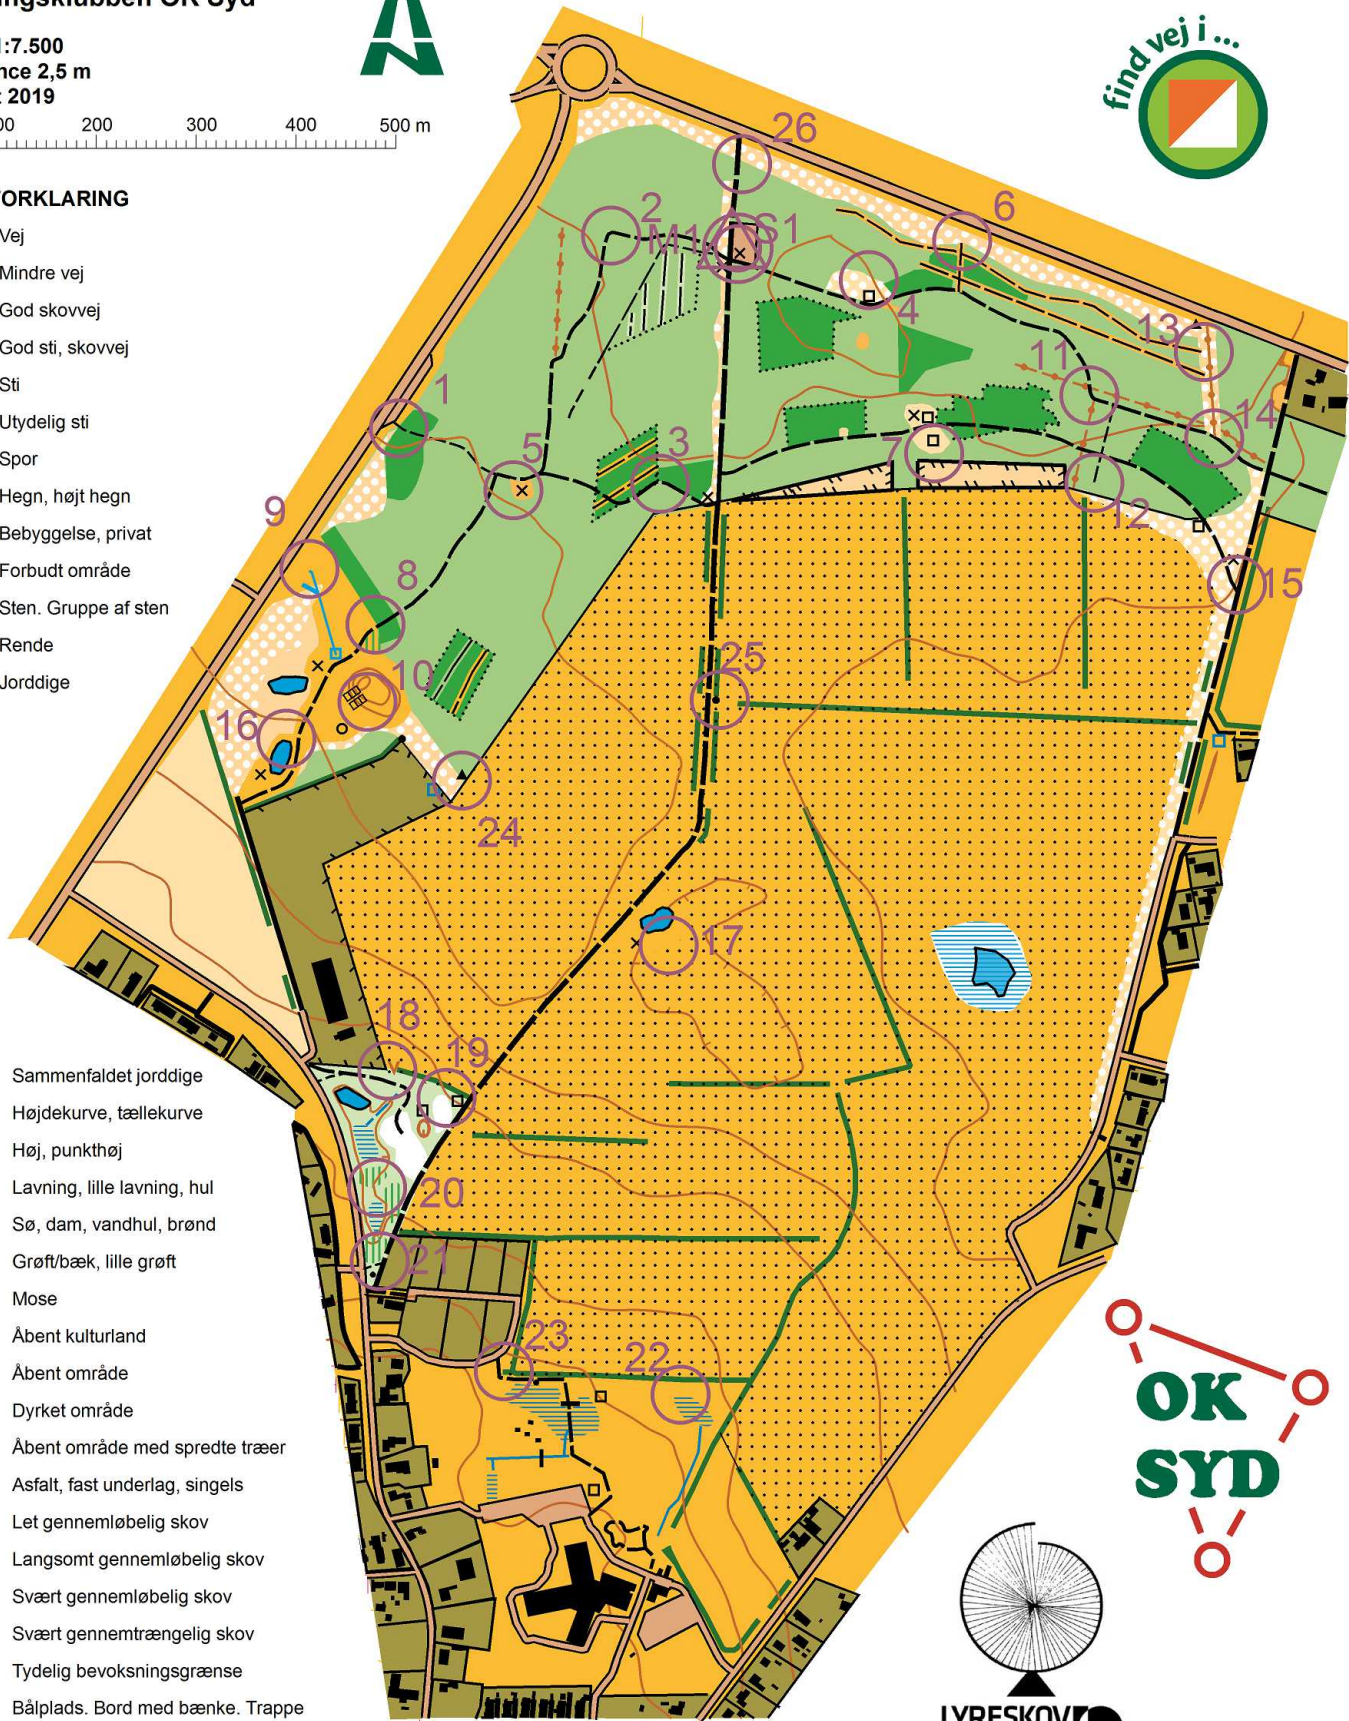 ngsklubben OK Syd
1:7.500
nce 2,5 m
: 2019
00 200 300 400 500 m
ORKLARING
Vej
Mindre vej
God skovvej
God sti, skovvej
Sti
Utydelig sti
Spor
Hegn, højt hegn
Bebyggelse, privat
Forbudt område
Sten. Gruppe af sten
Rende
Jorddige
Sammenfaldet jorddige
Højdekurve, tællekurve
Høj, punkthøj
Lavning, lille lavning, hul
Sø, dam, vandhul, brønd
Grøft/bæk, lille grøft
Mose
Åbent kulturland
Åbent område
Dyrket område
Åbent område med spredte træer
Asfalt, fast underlag, singels
Let gennemløbelig skov
Langsomt gennemløbelig skov
Svært gennemløbelig skov
Svært gennemtrængelig skov
Tydelig bevoksningsgrænse
Bålplads. Bord med bænke. Trappe
N
find vej i ...
26
2
M1
S1
6
4
13
11
1
14
5
3
7
12
9
8
15
10
25
16
24
17
18
19
20
21
23
22
OK
SYD
LYRESKOV